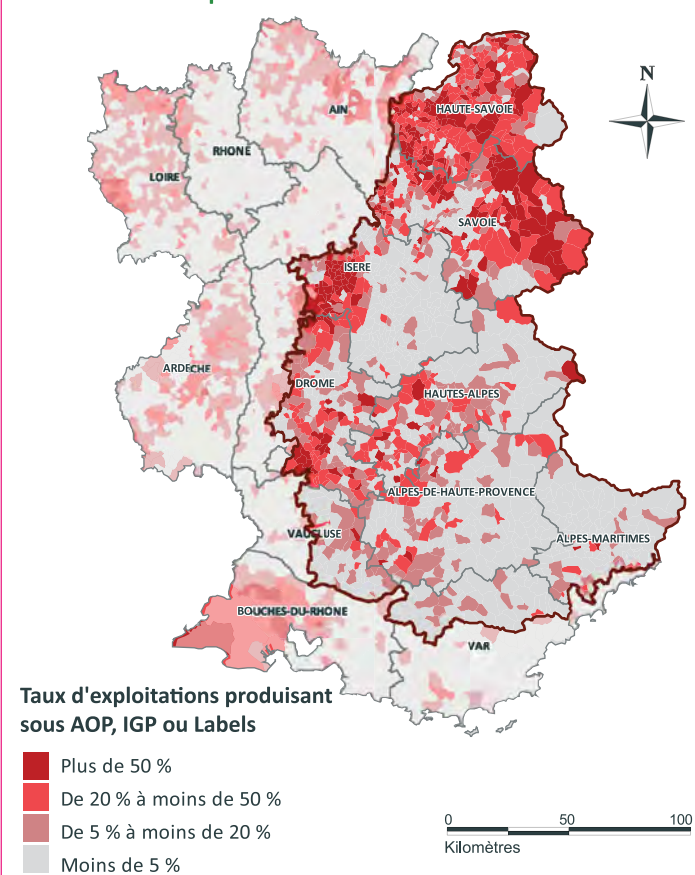 N
HAUTE-SAVOIE
AIN
RHONE
LOIRE
SAVOIE
ISERE
ARDECHE
DROME
HAUTES-ALPES
ALPES-DE-HAUTE-PROVENCE
VAUCLUSE
ALPES-MARITIMES
BOUCHES-DU-RHONE
VAR
Taux d'exploitations produisant
sous AOP, IGP ou Labels
Plus de 50 %
De 20 % à moins de 50 %
De 5 % à moins de 20 %
Moins de 5 %
0 50 100
Kilomètres